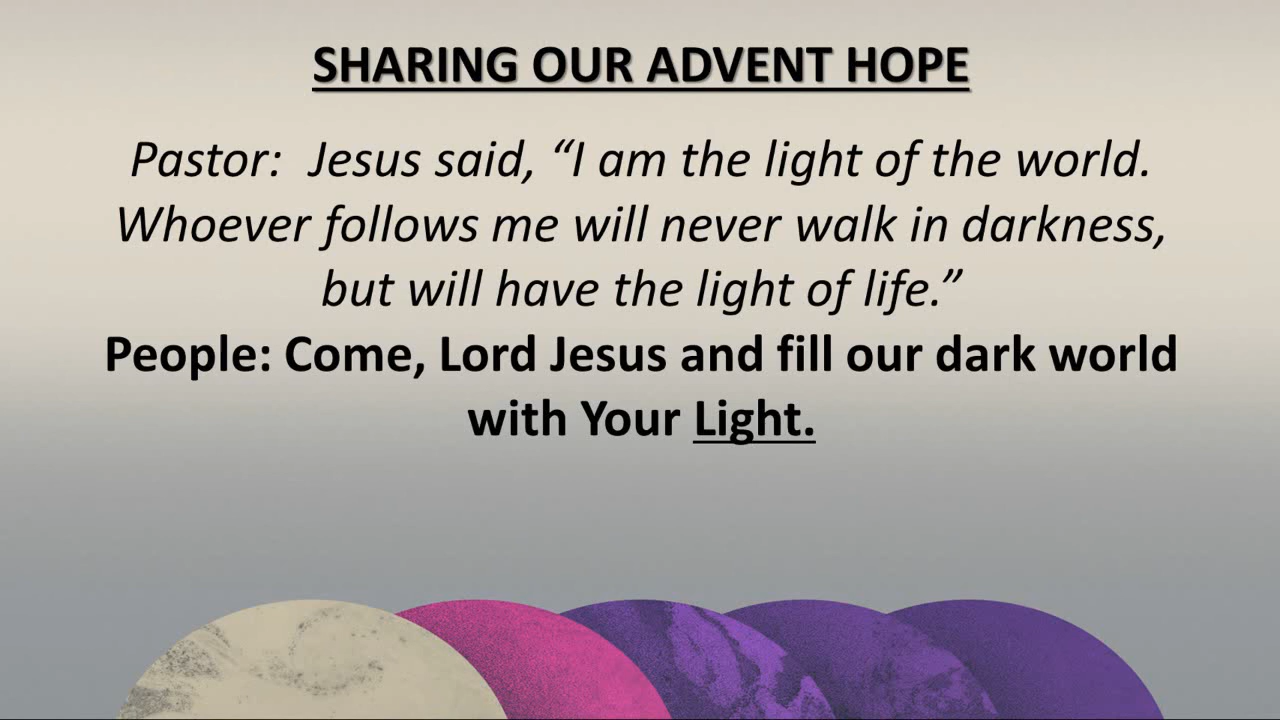 SHARING OUR ADVENT HOPE
Pastor:  Jesus said, “I am the light of the world.
Whoever follows me will never walk in darkness,
but will have the light of life.”
People: Come, Lord Jesus and fill our dark world
with Your Light.